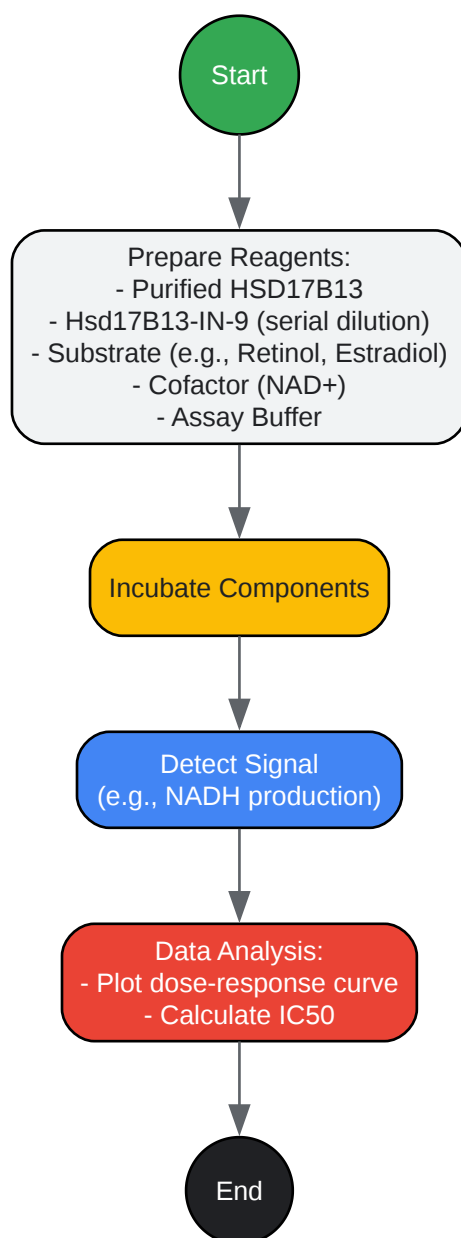 Start
Prepare Reagents:
- Purified HSD17B13
- Hsd17B13-IN-9 (serial dilution)
- Substrate (e.g., Retinol, Estradiol)
- Cofactor (NAD+)
- Assay Buffer
Incubate Components
Detect Signal
(e.g., NADH production)
Data Analysis:
- Plot dose-response curve
- Calculate IC50
End